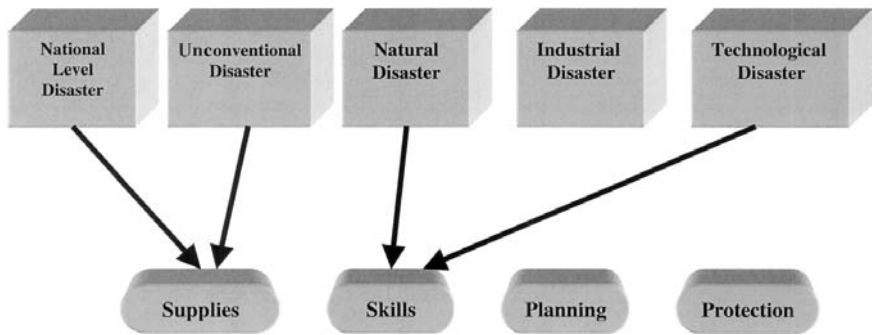 National
Level
Disaster
Unconventional
Disaster
Natural
Disaster
Industrial
Disaster
Technological
Disaster
Supplies
Skills
Planning
Protection